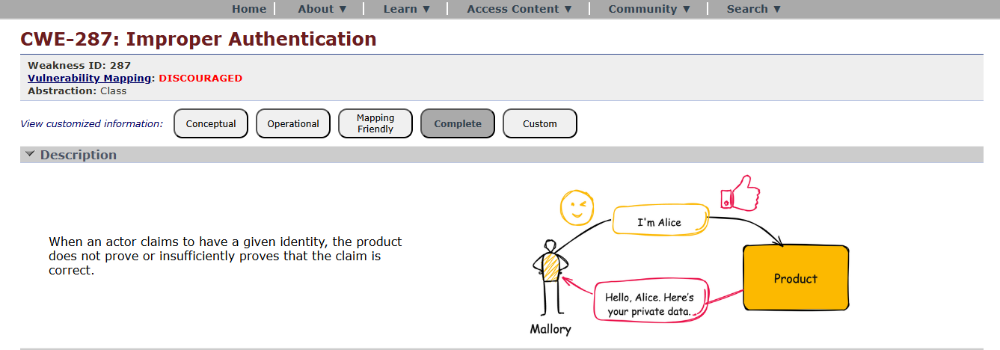 Home About ▼ Learn ▼ Access Content ▼ Community ▼ Search ▼
CWE-287: Improper Authentication
Weakness ID: 287
Vulnerability Mapping: DISCOURAGED
Abstraction: Class
View customized information:
Conceptual
Operational
Mapping
Friendly
Complete
Custom
Description
When an actor claims to have a given identity, the product
does not prove or insufficiently proves that the claim is
correct.
I'm Alice
Product
Hello, Alice. Here's
your private data.
Mallory